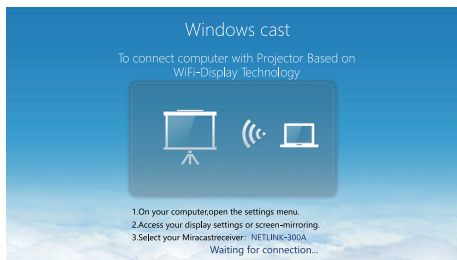 Windows cast
To connect computer with Projector Based on
WiFi-Display Technology
1.On your computer,open the settings menu.
2.Access your display settings or screen-mirroring.
3.Select your Miracastreceiver: NETLINK-300A
Waiting for connection...